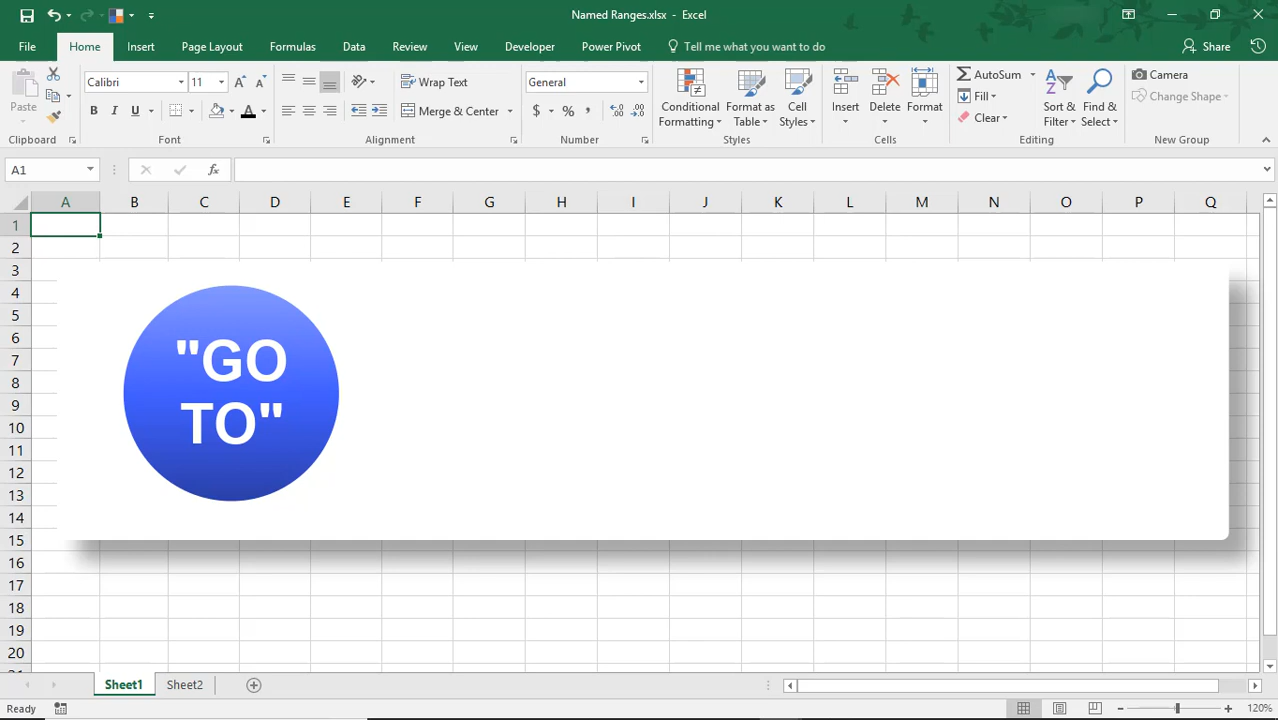 Named Ranges.xlsx - Excel
File Home Insert Page Layout Formulas Data Review View Developer Power Pivot Tell me what you want to do Share
Paste
Calibri 11
B I U A
Wrap Text
Merge & Center
General
$ % ,
Conditional Formatting
Format as Table
Cell Styles
Insert Delete Format
AutoSum
Fill
Clear
Sort & Filter
Find & Select
Camera
Change Shape
Clipboard Font Alignment Number Styles Cells Editing New Group
A1 fx
A B C D E F G H I J K L M N O P Q
1
2
3
4
5
6
7
8
9
10
11
12
13
14
15
16
17
18
19
20
"GO
TO"
Sheet1 Sheet2
Ready 120%